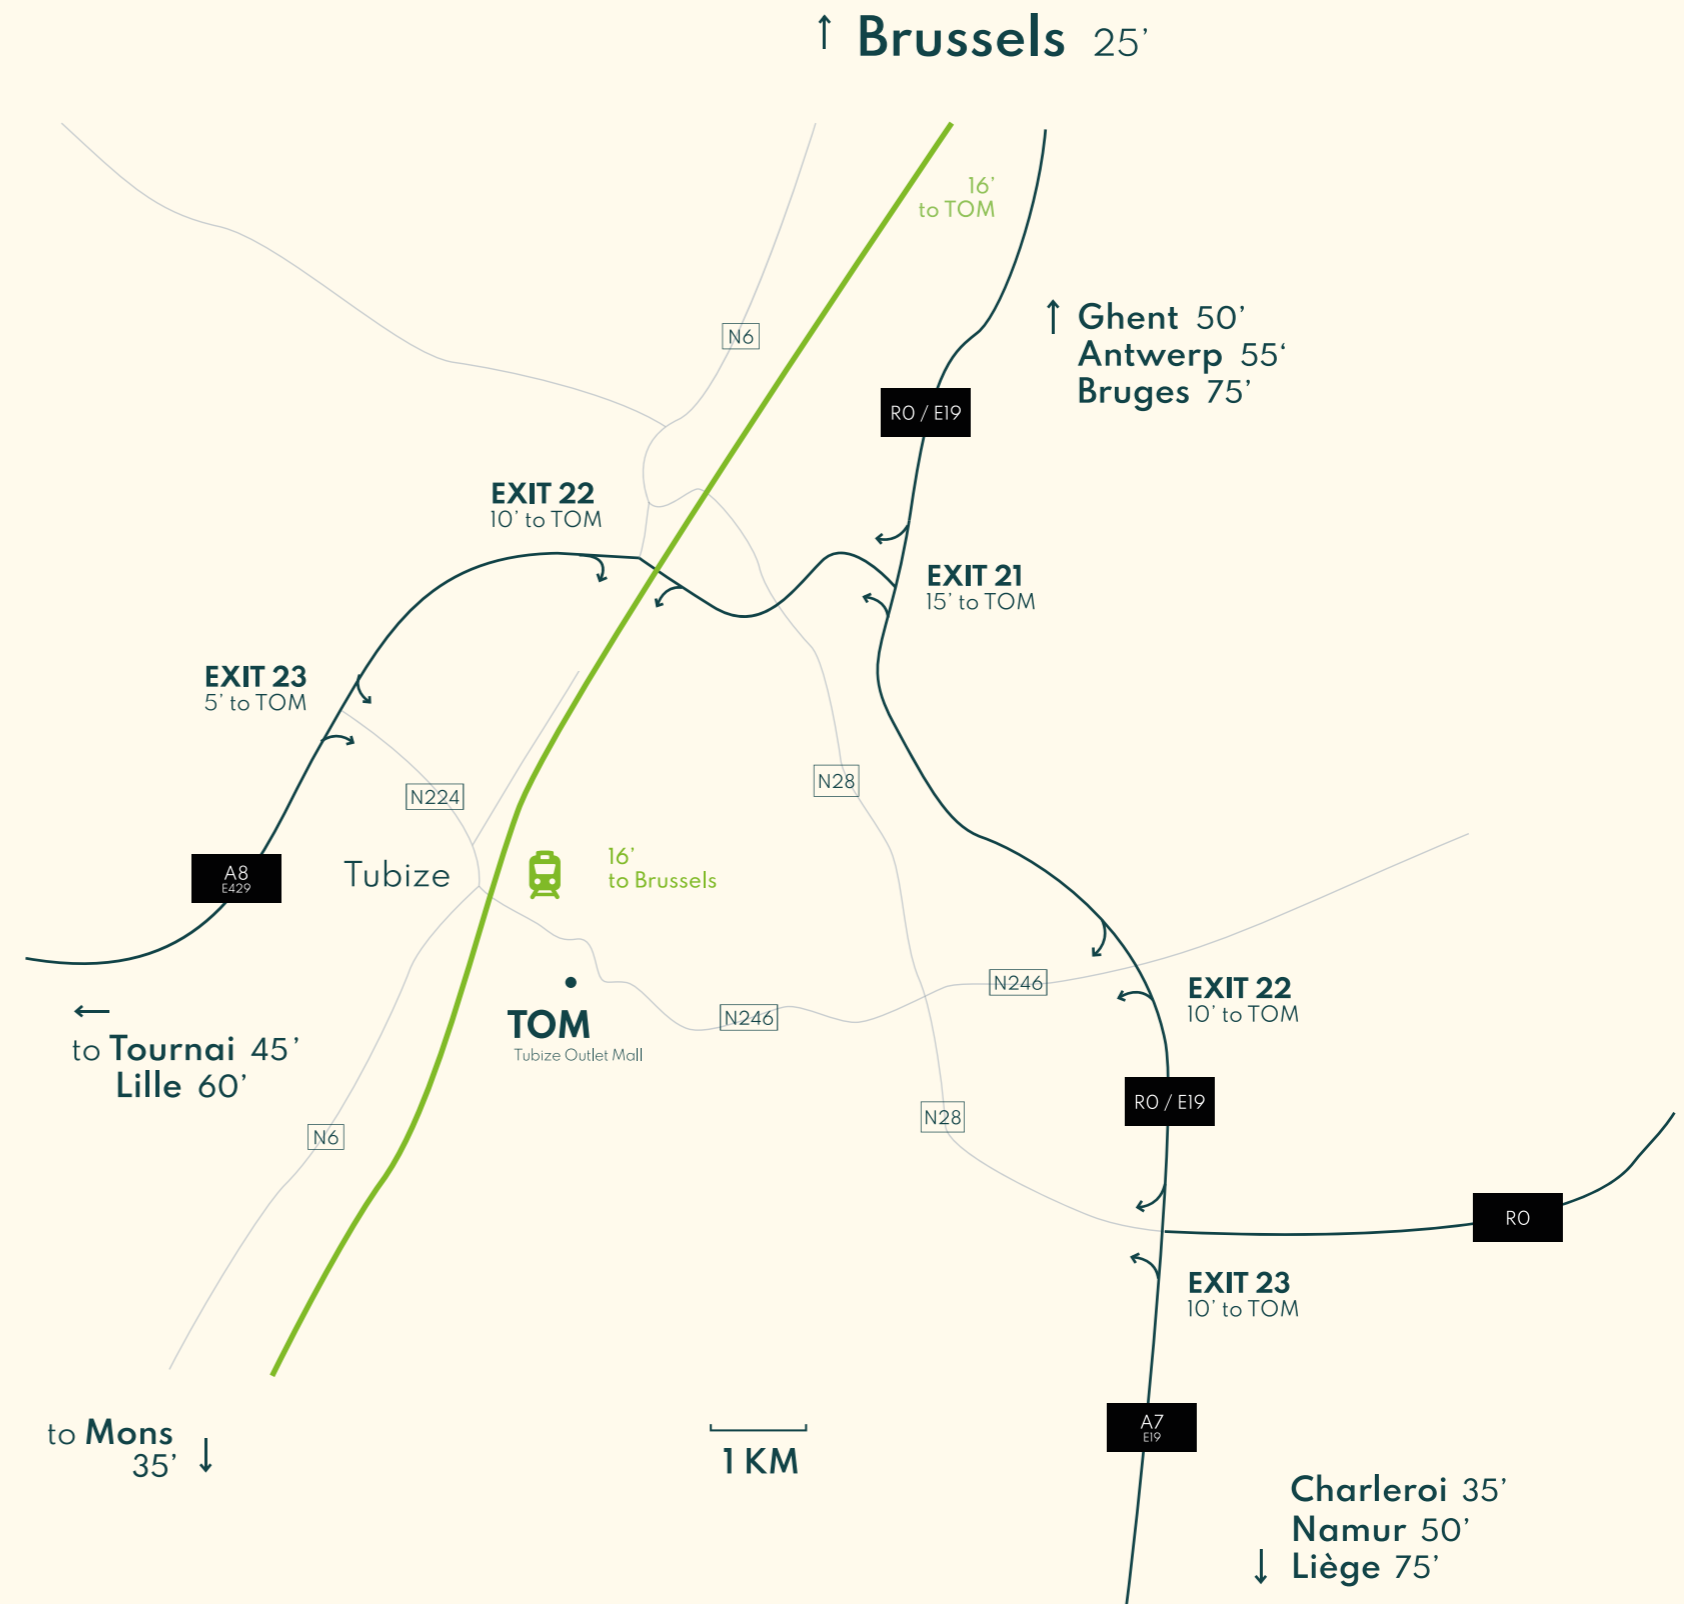 ↑ Brussels 25’
16’
to TOM
↑ Ghent 50’
Antwerp 55‘
Bruges 75’
N6
R0 / E19
EXIT 22
10’ to TOM
EXIT 21
15’ to TOM
EXIT 23
5’ to TOM
N224
N28
A8
E429
Tubize
16’
to Brussels
N246
N246
EXIT 22
10’ to TOM
TOM
Tubize Outlet Mall
←
to Tournai 45’
Lille 60’
R0 / E19
N28
N6
R0
EXIT 23
10’ to TOM
to Mons
35’ ↓
1 KM
A7
E19
Charleroi 35’
Namur 50’
↓ Liège 75’